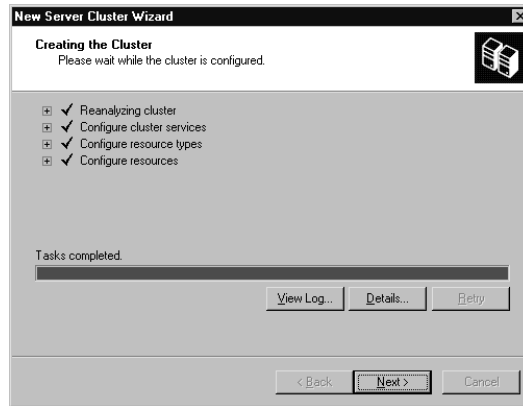 New Server Cluster Wizard
Creating the Cluster
Please wait while the cluster is configured.
Reanalyzing cluster
Configure cluster services
Configure resource types
Configure resources
Tasks completed.
View Log...
Details...
Retry
< Back
Next >
Cancel